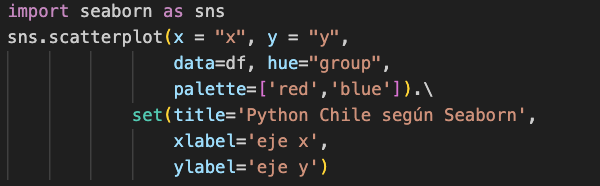 import seaborn as sns
sns.scatterplot(x = "x", y = "y",
                data=df, hue="group",
                palette=['red','blue']).\
            set(title='Python Chile según Seaborn',
                xlabel='eje x',
                ylabel='eje y')